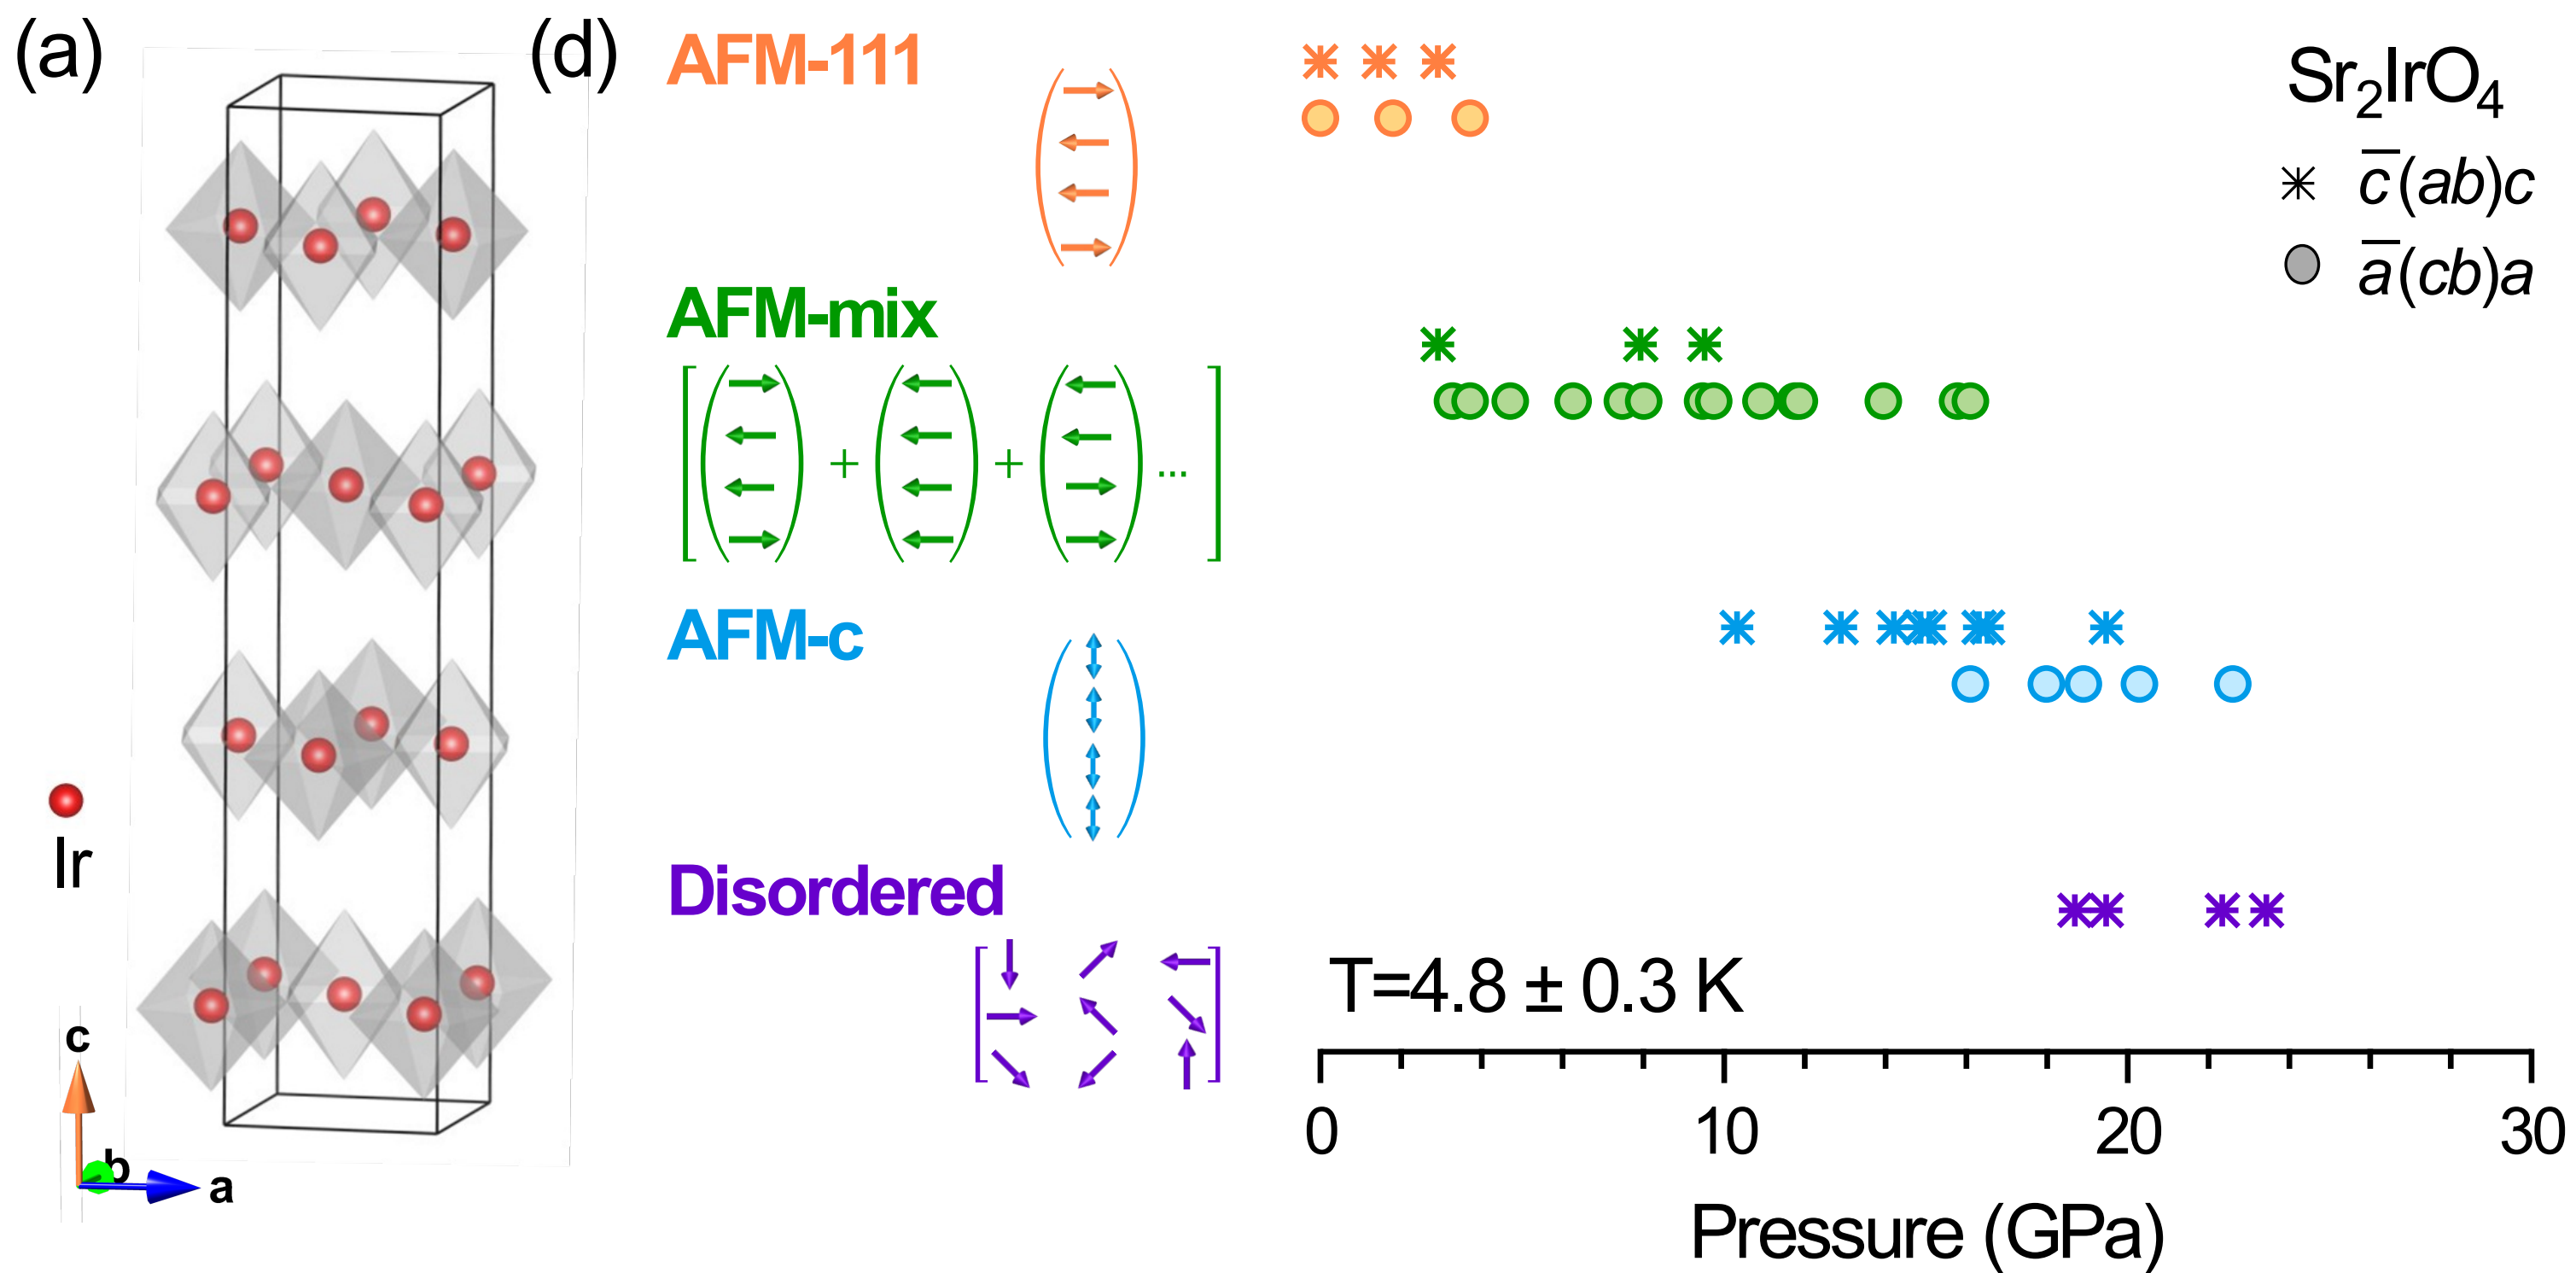 (a)
Ir
c
b
a
(d)
AFM-111
AFM-mix
+ + ...
AFM-c
Disordered
Sr₂IrO₄
c̅(ab)c
a̅(cb)a
T=4.8 ± 0.3 K
0 10 20 30
Pressure (GPa)